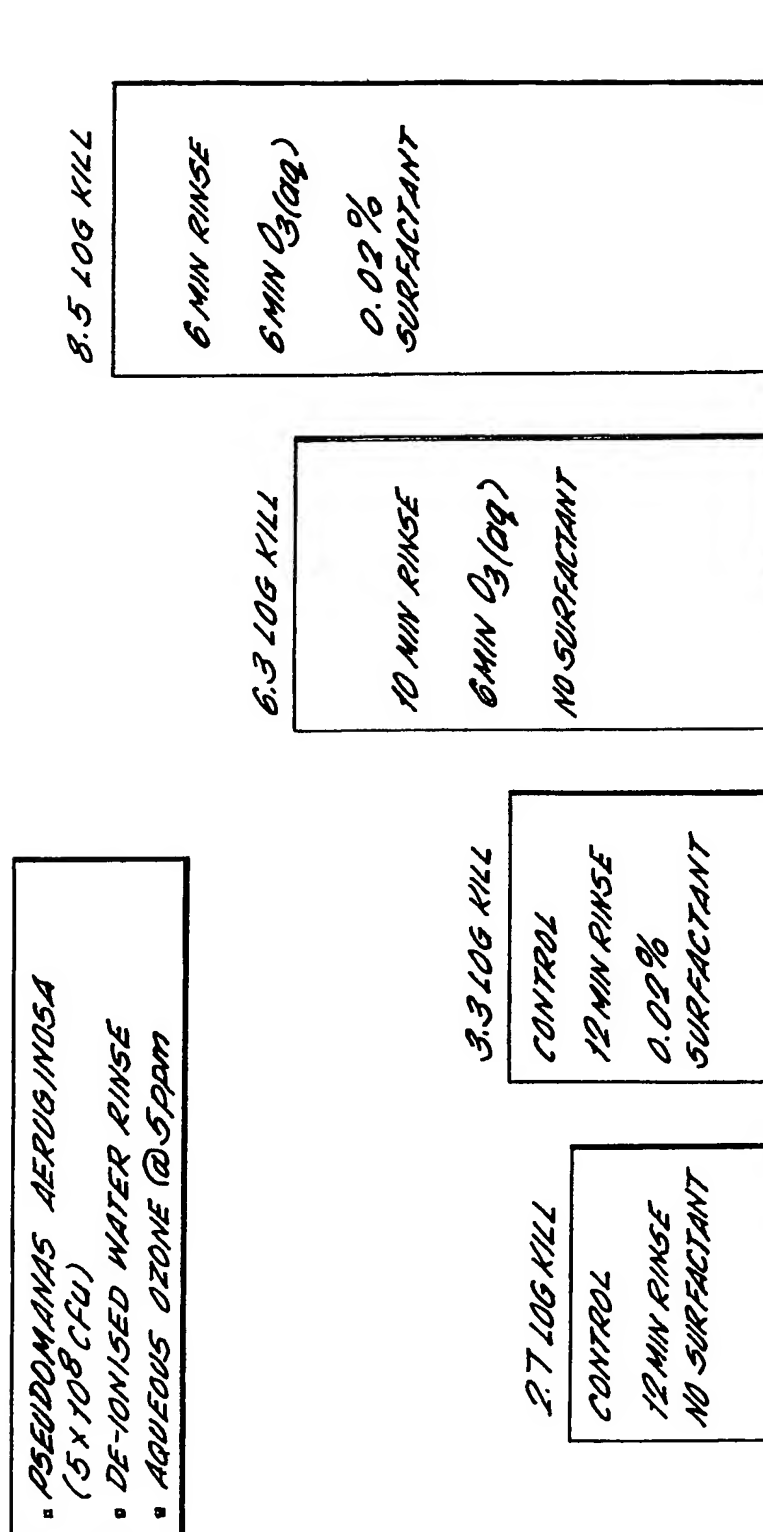 ▪ PSEUDOMANAS AERUGINOSA
(5 x 10⁸ CFU)
▪ DE-IONISED WATER RINSE
▪ AQUEOUS OZONE @ 5ppm
2.7 LOG KILL
CONTROL
12 MIN RINSE
NO SURFACTANT
3.3 LOG KILL
CONTROL
12 MIN RINSE
0.02%
SURFACTANT
6.3 LOG KILL
10 MIN RINSE
6 MIN O₃(aq)
NO SURFACTANT
8.5 LOG KILL
6 MIN RINSE
6 MIN O₃(aq)
0.02%
SURFACTANT